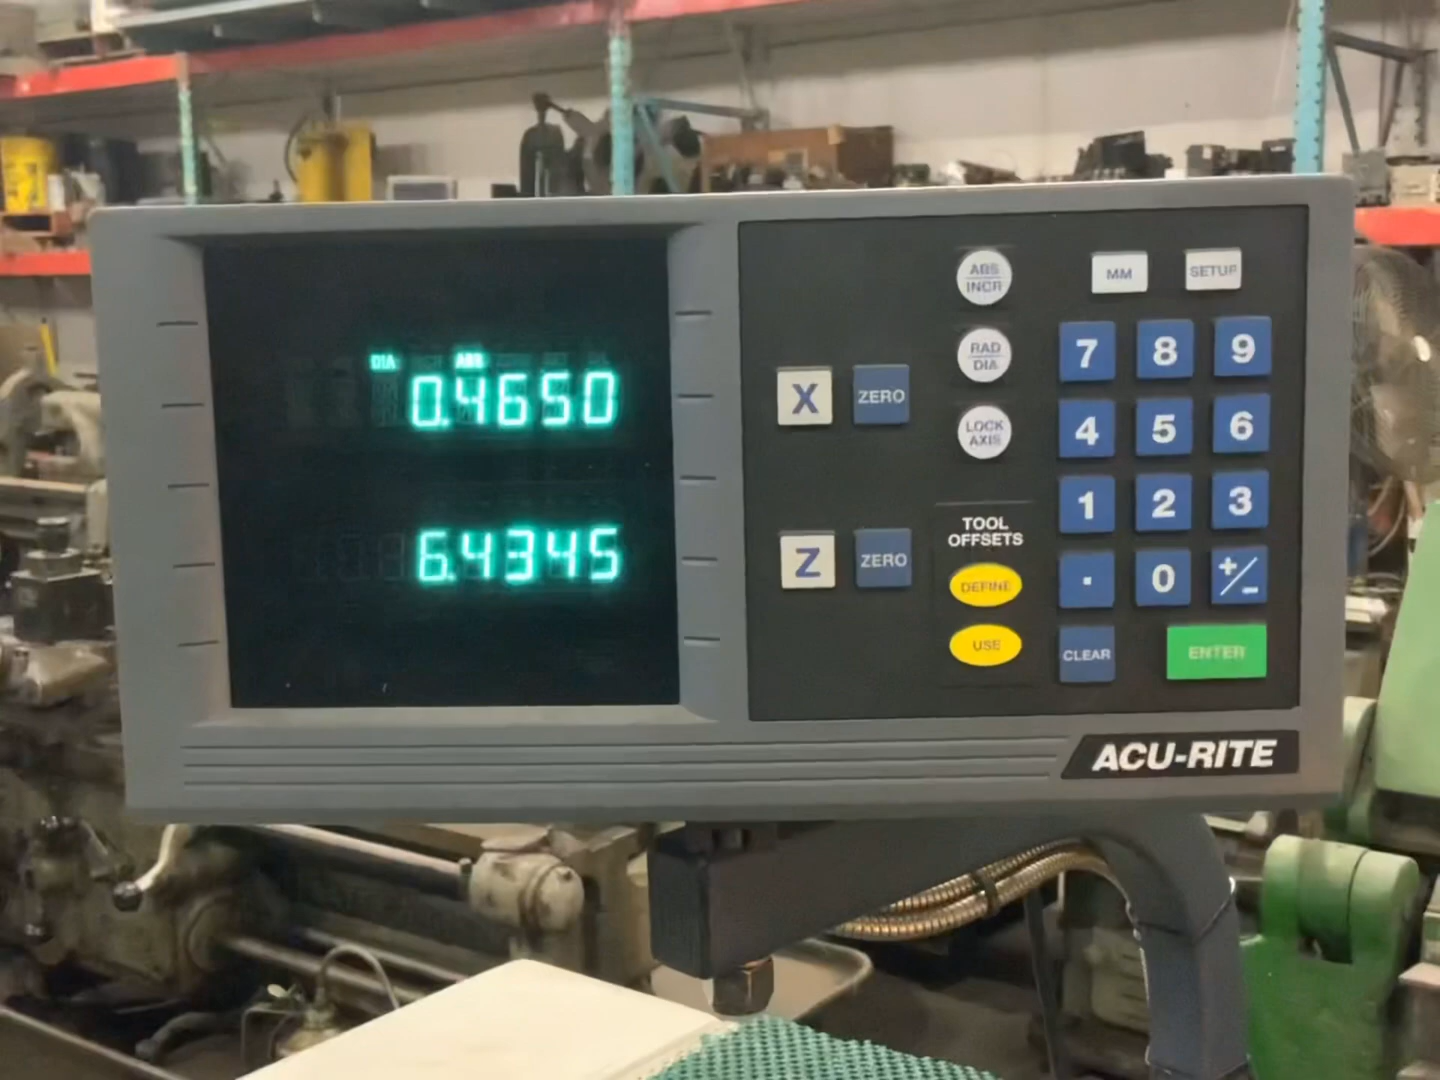 DIA ABS
0.4650
6.4345
ABS
INCR
MM
SETUP
RAD
DIA
7 8 9
X ZERO
LOCK
AXIS
4 5 6
TOOL
OFFSETS
1 2 3
Z ZERO
DEFINE
. 0 +/-
USE
CLEAR
ENTER
ACU-RITE